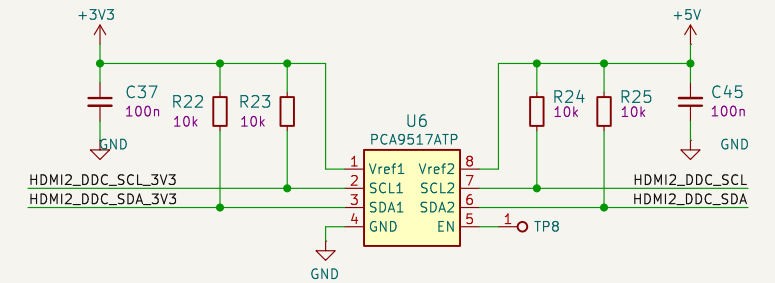 +3V3
+5V
C37
100n
GND
R22
10k
R23
10k
U6
PCA9517ATP
R24
10k
R25
10k
C45
100n
GND
1 Vref1 Vref2 8
HDMI2_DDC_SCL_3V3 2 SCL1 SCL2 7 HDMI2_DDC_SCL
HDMI2_DDC_SDA_3V3 3 SDA1 SDA2 6 HDMI2_DDC_SDA
4 GND EN 5 1 TP8
GND